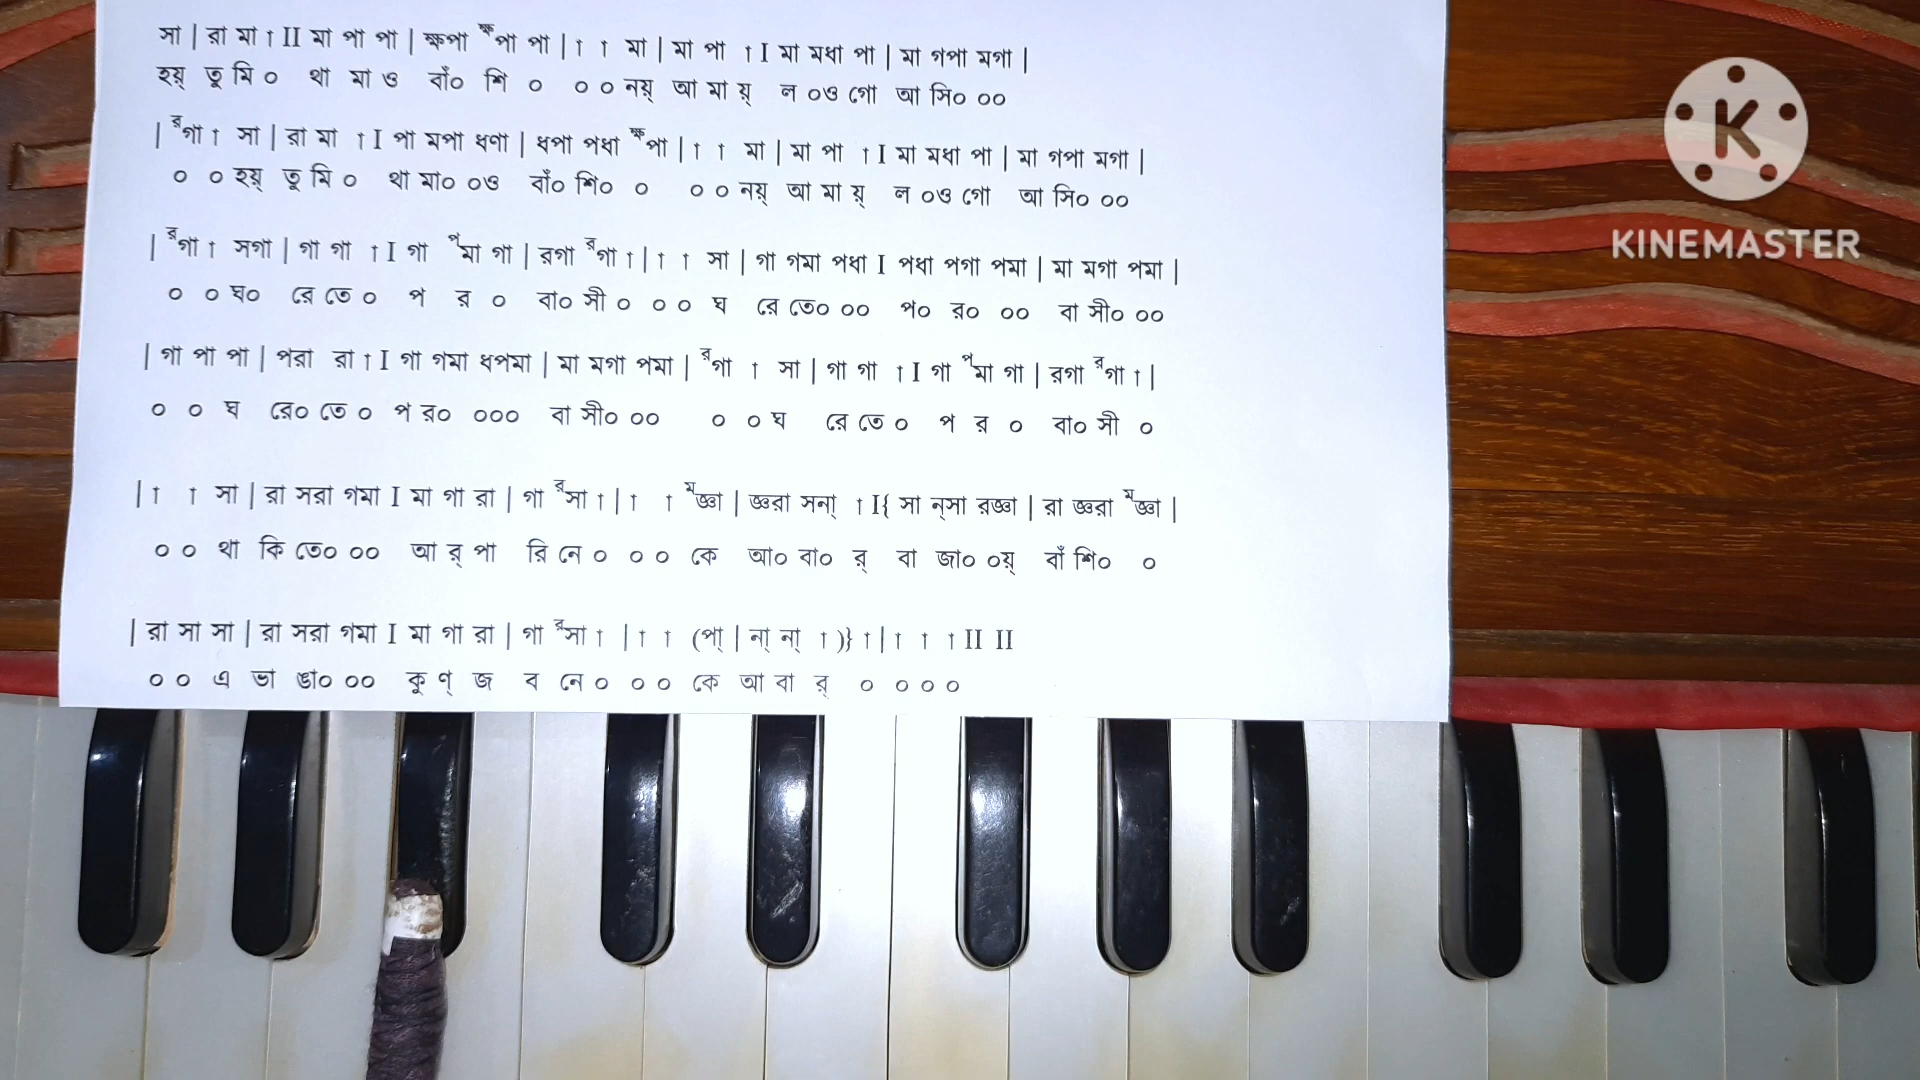 সা | রা মা ↑ II মা পা পা | ক্ষপা ক্ষপা পা | ↑ ↑ মা | মা পা ↑ I মা মধা পা | মা গপা মগা |
হয়্ তু মি ০ থা মা ও বাঁ০ শি ০ ০ ০ নয়্ আ মা য়্ ল ০ও গো আ সি০ ০০
| রগা ↑ সা | রা মা ↑ I পা মপা ধণা | ধপা পধা ক্ষপা | ↑ ↑ মা | মা পা ↑ I মা মধা পা | মা গপা মগা |
০ ০ হয়্ তু মি ০ থা মা০ ০ও বাঁ০ শি০ ০ ০ ০ নয়্ আ মা য়্ ল ০ও গো আ সি০ ০০
| রগা ↑ সগা | গা গা ↑ I গা পমা গা | রগা রগা ↑ | ↑ ↑ সা | গা গমা পধা I পধা পগা পমা | মা মগা পমা |
০ ০ ঘ০ রে তে ০ প র ০ বা০ সী ০ ০ ০ ঘ রে তে০ ০০ প০ র০ ০০ বা সী০ ০০
| গা পা পা | পরা রা ↑ I গা গমা ধপমা | মা মগা পমা | রগা ↑ সা | গা গা ↑ I গা পমা গা | রগা রগা ↑ |
০ ০ ঘ রে০ তে ০ প র০ ০০০ বা সী০ ০০ ০ ০ ঘ রে তে ০ প র ০ বা০ সী ০
| ↑ ↑ সা | রা সরা গমা I মা গা রা | গা রসা ↑ | ↑ ↑ মজ্ঞা | জ্ঞরা সনা্ ↑ I{ সা ন্সা রজ্ঞা | রা জ্ঞরা মজ্ঞা |
০ ০ থা কি তে০ ০০ আ র্ পা রি নে ০ ০ ০ কে আ০ বা০ র্ বা জা০ ০য়্ বাঁ শি০ ০
| রা সা সা | রা সরা গমা I মা গা রা | গা রসা ↑ | ↑ ↑ (পা্ | না্ না্ ↑ )} ↑ | ↑ ↑ ↑ II II
০ ০ এ ভা ঙা০ ০০ কু ণ্ জ ব নে ০ ০ ০ কে আ বা র্ ০ ০ ০ ০
KINEMASTER